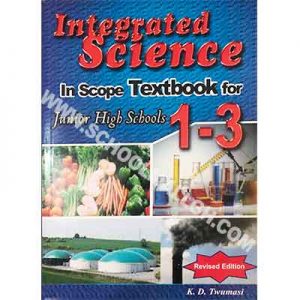 Integrated
Science
In Scope Textbook for
Junior High Schools
1-3
Revised Edition
K. D. Twumasi